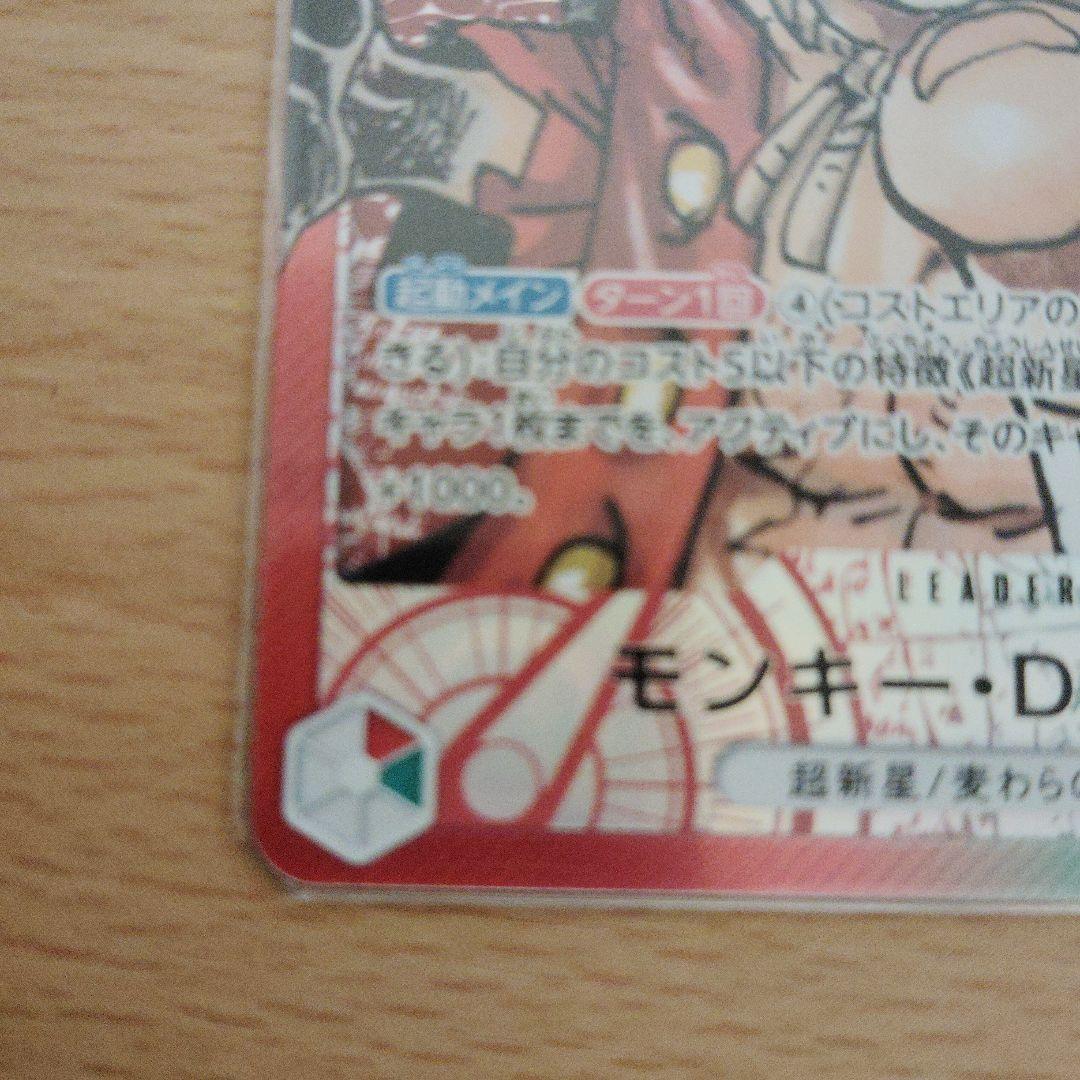 起動メイン ターン1回 ④(コストエリアの
きる):自分のコスト5以下の特徴《超新星
キャラ1枚までを、アクティブにし、そのキャ
+1000。
LEADER
モンキー・D
超新星/麦わらの